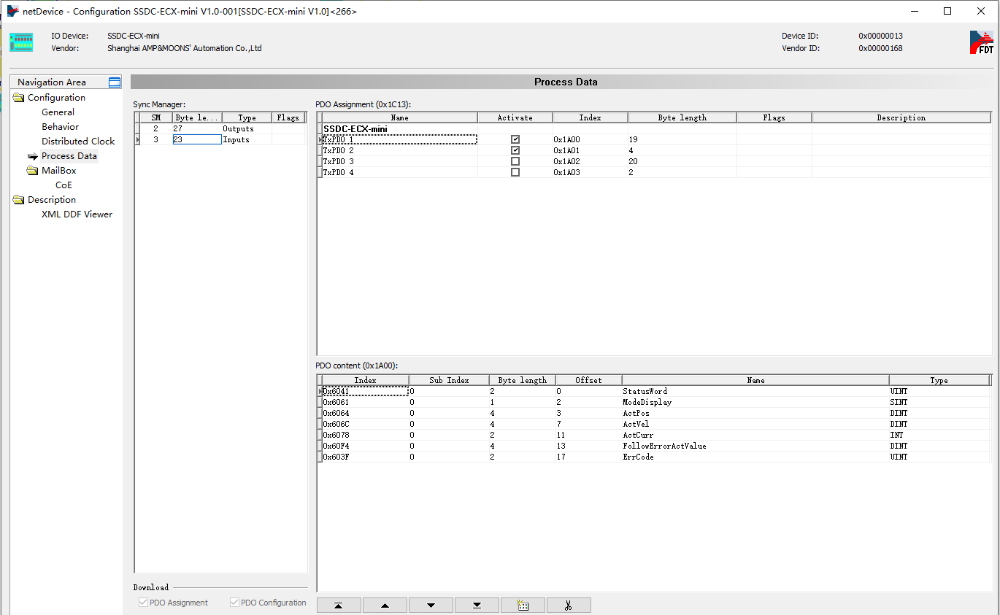 netDevice - Configuration SSDC-ECX-mini V1.0-001[SSDC-ECX-mini V1.0]<266>
IO Device: SSDC-ECX-mini Device ID: 0x00000013
Vendor: Shanghai AMP&MOONS' Automation Co.,Ltd Vendor ID: 0x00000168
FDT
Navigation Area
Configuration
General
Behavior
Distributed Clock
Process Data
MailBox
CoE
Description
XML DDF Viewer
Process Data
Sync Manager:
SM Byte le... Type Flags
2 27 Outputs
3 23 Inputs
PDO Assignment (0x1C13):
Name Activate Index Byte length Flags Description
SSDC-ECX-mini
TxPDO 1 0x1A00 19
TxPDO 2 0x1A01 4
TxPDO 3 0x1A02 20
TxPDO 4 0x1A03 2
PDO content (0x1A00):
Index Sub Index Byte length Offset Name Type
0x6041 0 2 0 StatusWord UINT
0x6061 0 1 2 ModeDisplay SINT
0x6064 0 4 3 ActPos DINT
0x606C 0 4 7 ActVel DINT
0x6078 0 2 11 ActCurr INT
0x60F4 0 4 13 FollowErrorActValue DINT
0x603F 0 2 17 ErrCode UINT
Download
PDO Assignment PDO Configuration